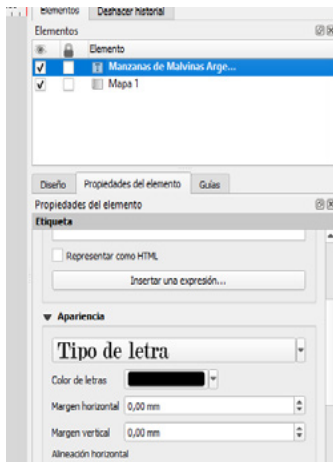 Elementos Deshacer historial
Elementos
Elemento
Manzanas de Malvinas Arge...
Mapa 1
Diseño Propiedades del elemento Guías
Propiedades del elemento
Etiqueta
Representar como HTML
Insertar una expresión...
Apariencia
Tipo de letra
Color de letras
Margen horizontal 0,00 mm
Margen vertical 0,00 mm
Alineación horizontal